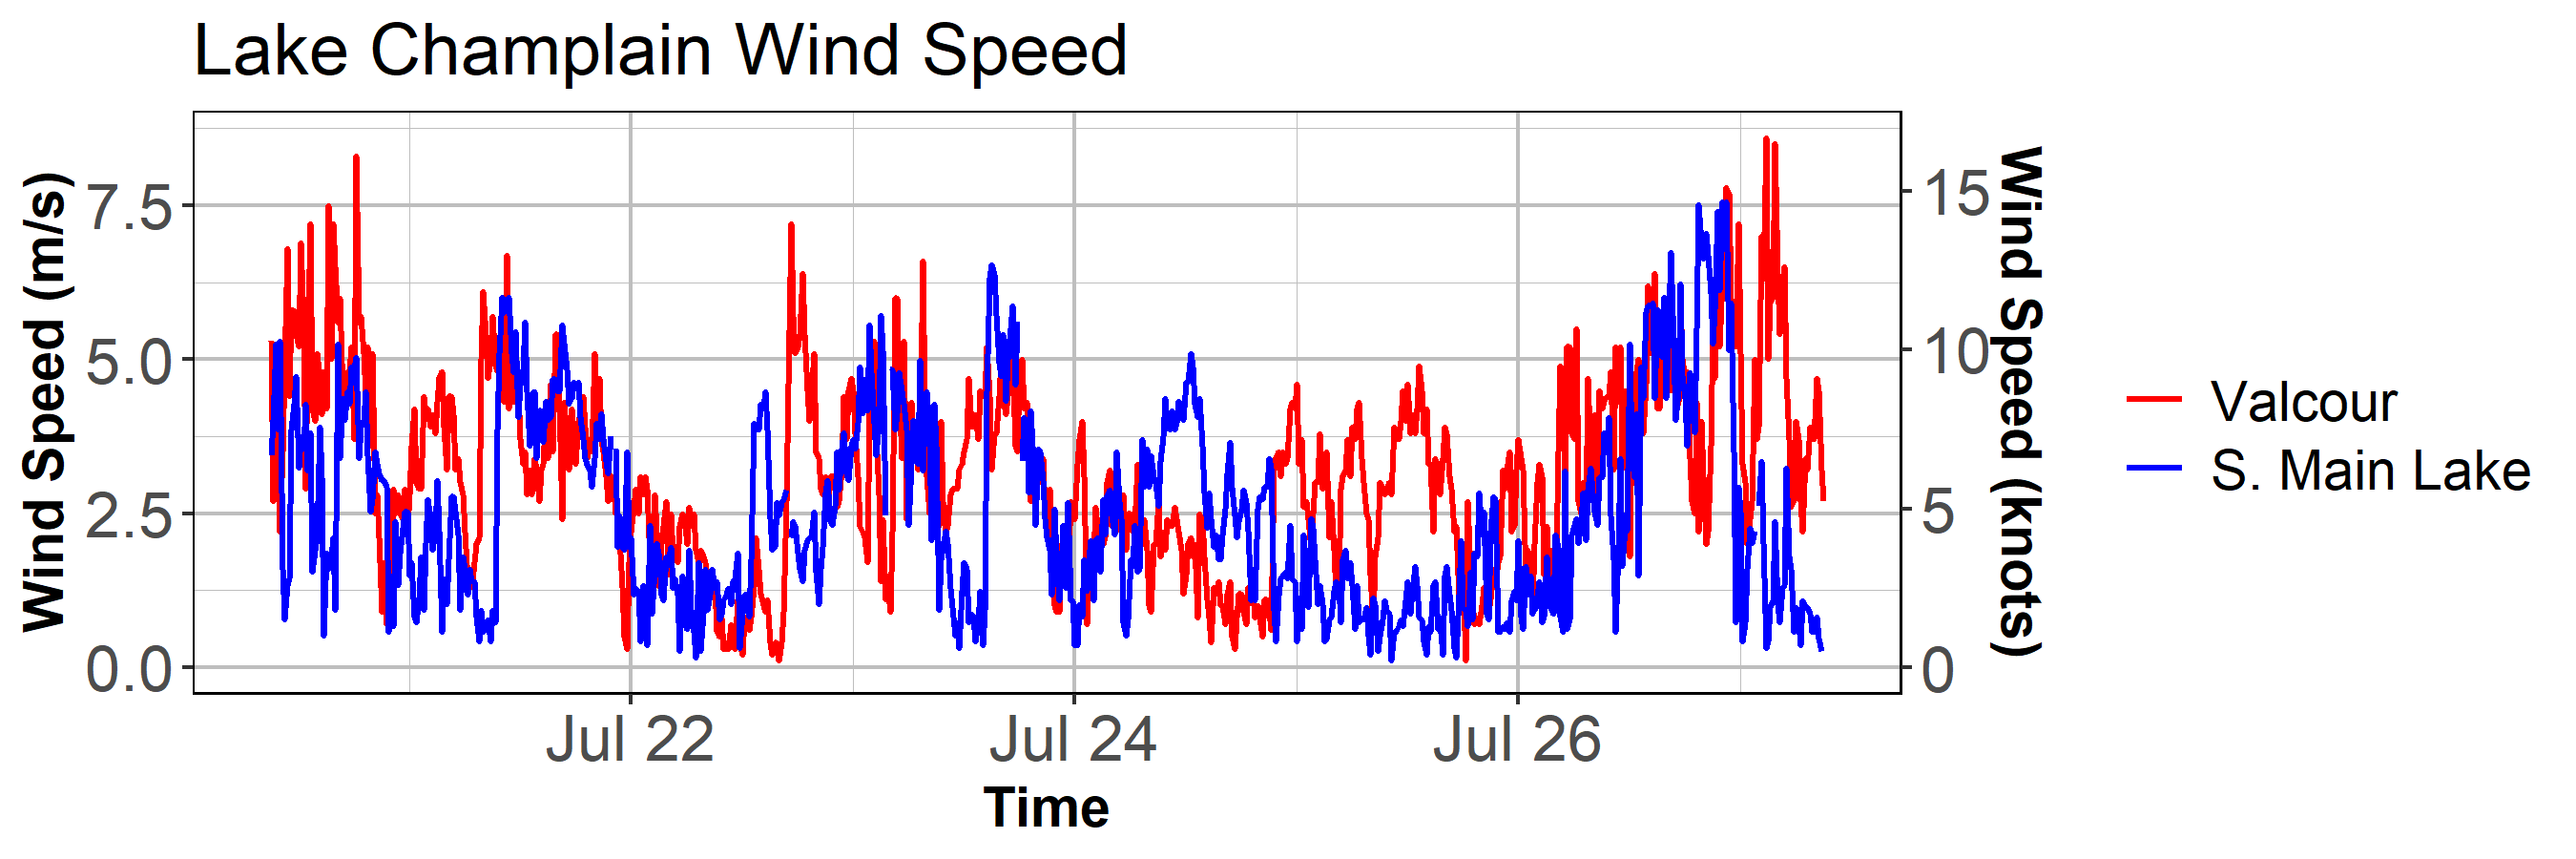 Lake Champlain Wind Speed
Wind Speed (m/s)
7.5
5.0
2.5
0.0
15
10
5
0
Wind Speed (knots)
Jul 22
Jul 24
Jul 26
Time
Valcour
S. Main Lake